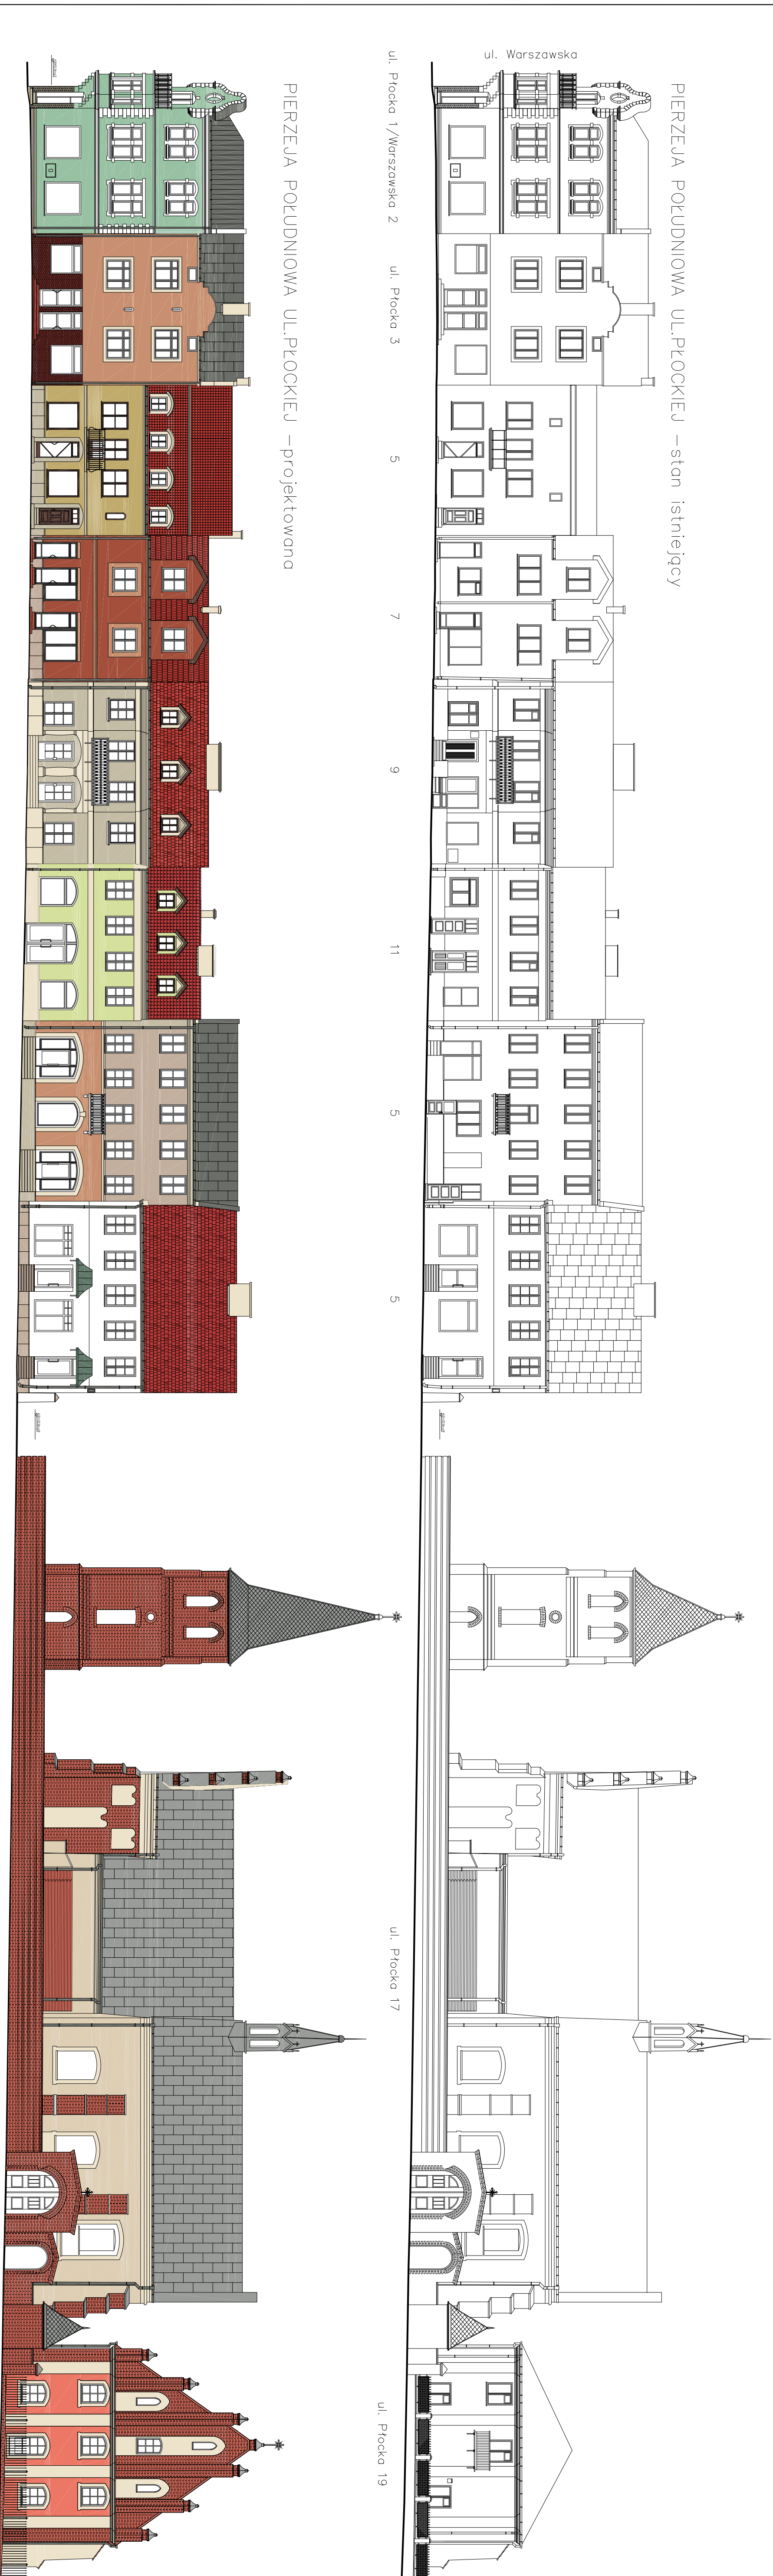 PIERZEJA POŁUDNIOWA UL.PŁOCKIEJ –stan istniejący
ul. Warszawska
ul. Płocka 1/Warszawska 2
ul. Płocka 3
5
7
9
11
5
5
ul. Płocka 17
ul. Płocka 19
PIERZEJA POŁUDNIOWA UL.PŁOCKIEJ –projektowana